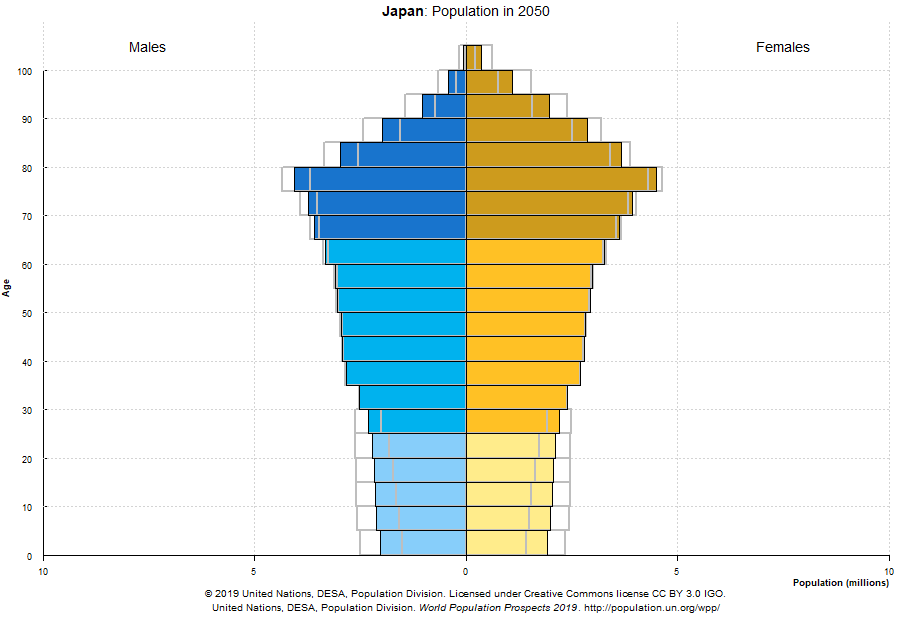 Japan: Population in 2050
Males
Females
100
90
80
70
60
50
40
30
20
10
0
Age
10
5
0
5
10
Population (millions)
© 2019 United Nations, DESA, Population Division. Licensed under Creative Commons license CC BY 3.0 IGO.
United Nations, DESA, Population Division. World Population Prospects 2019. http://population.un.org/wpp/